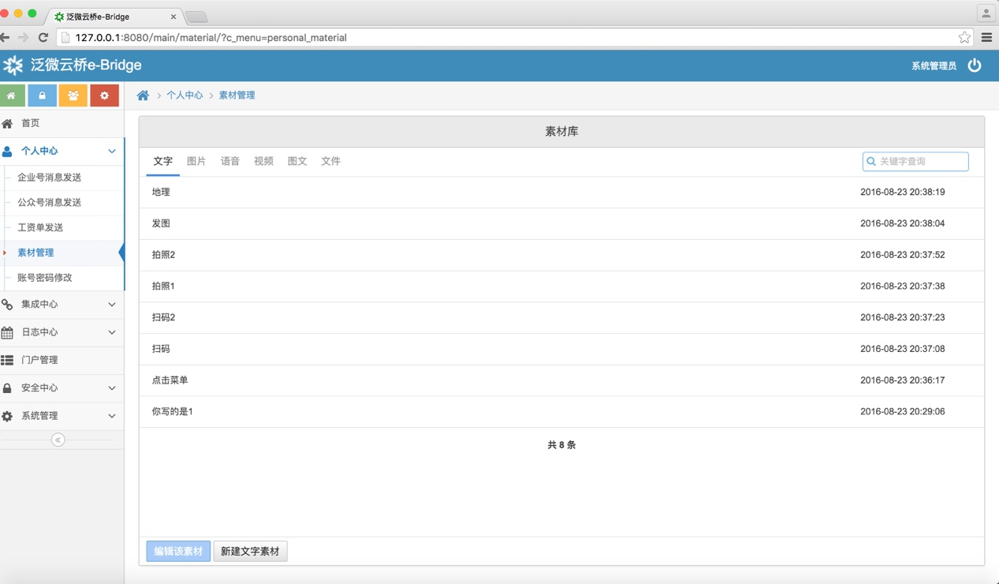 泛微云桥e-Bridge
127.0.0.1:8080/main/material/?c_menu=personal_material
泛微云桥e-Bridge
系统管理员
个人中心 素材管理
首页
个人中心
企业号消息发送
公众号消息发送
工资单发送
素材管理
账号密码修改
集成中心
日志中心
门户管理
安全中心
系统管理
素材库
文字 图片 语音 视频 图文 文件
关键字查询
地理 2016-08-23 20:38:19
发图 2016-08-23 20:38:04
拍照2 2016-08-23 20:37:52
拍照1 2016-08-23 20:37:38
扫码2 2016-08-23 20:37:23
扫码 2016-08-23 20:37:08
点击菜单 2016-08-23 20:36:17
你写的是1 2016-08-23 20:29:06
共 8 条
编辑该素材 新建文字素材